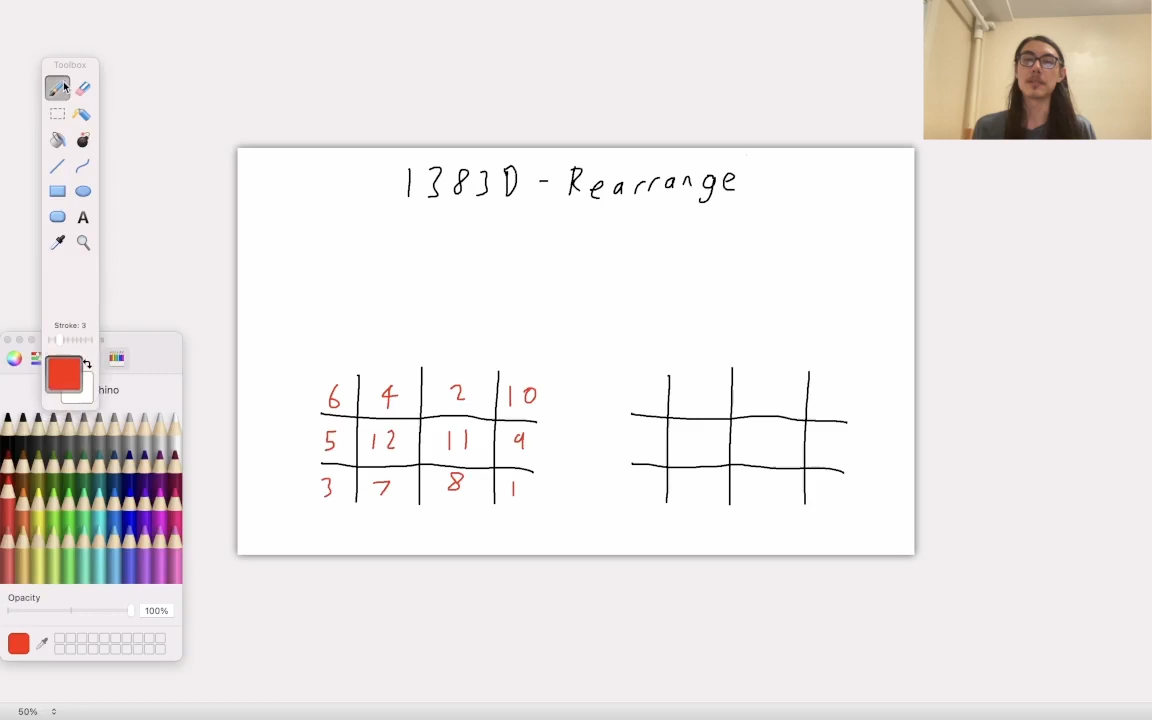 Toolbox
1383D - Rearrange
A
Stroke: 3
hino
6 4 2 10
5 12 11 9
3 7 8 1
Opacity
100%
50%